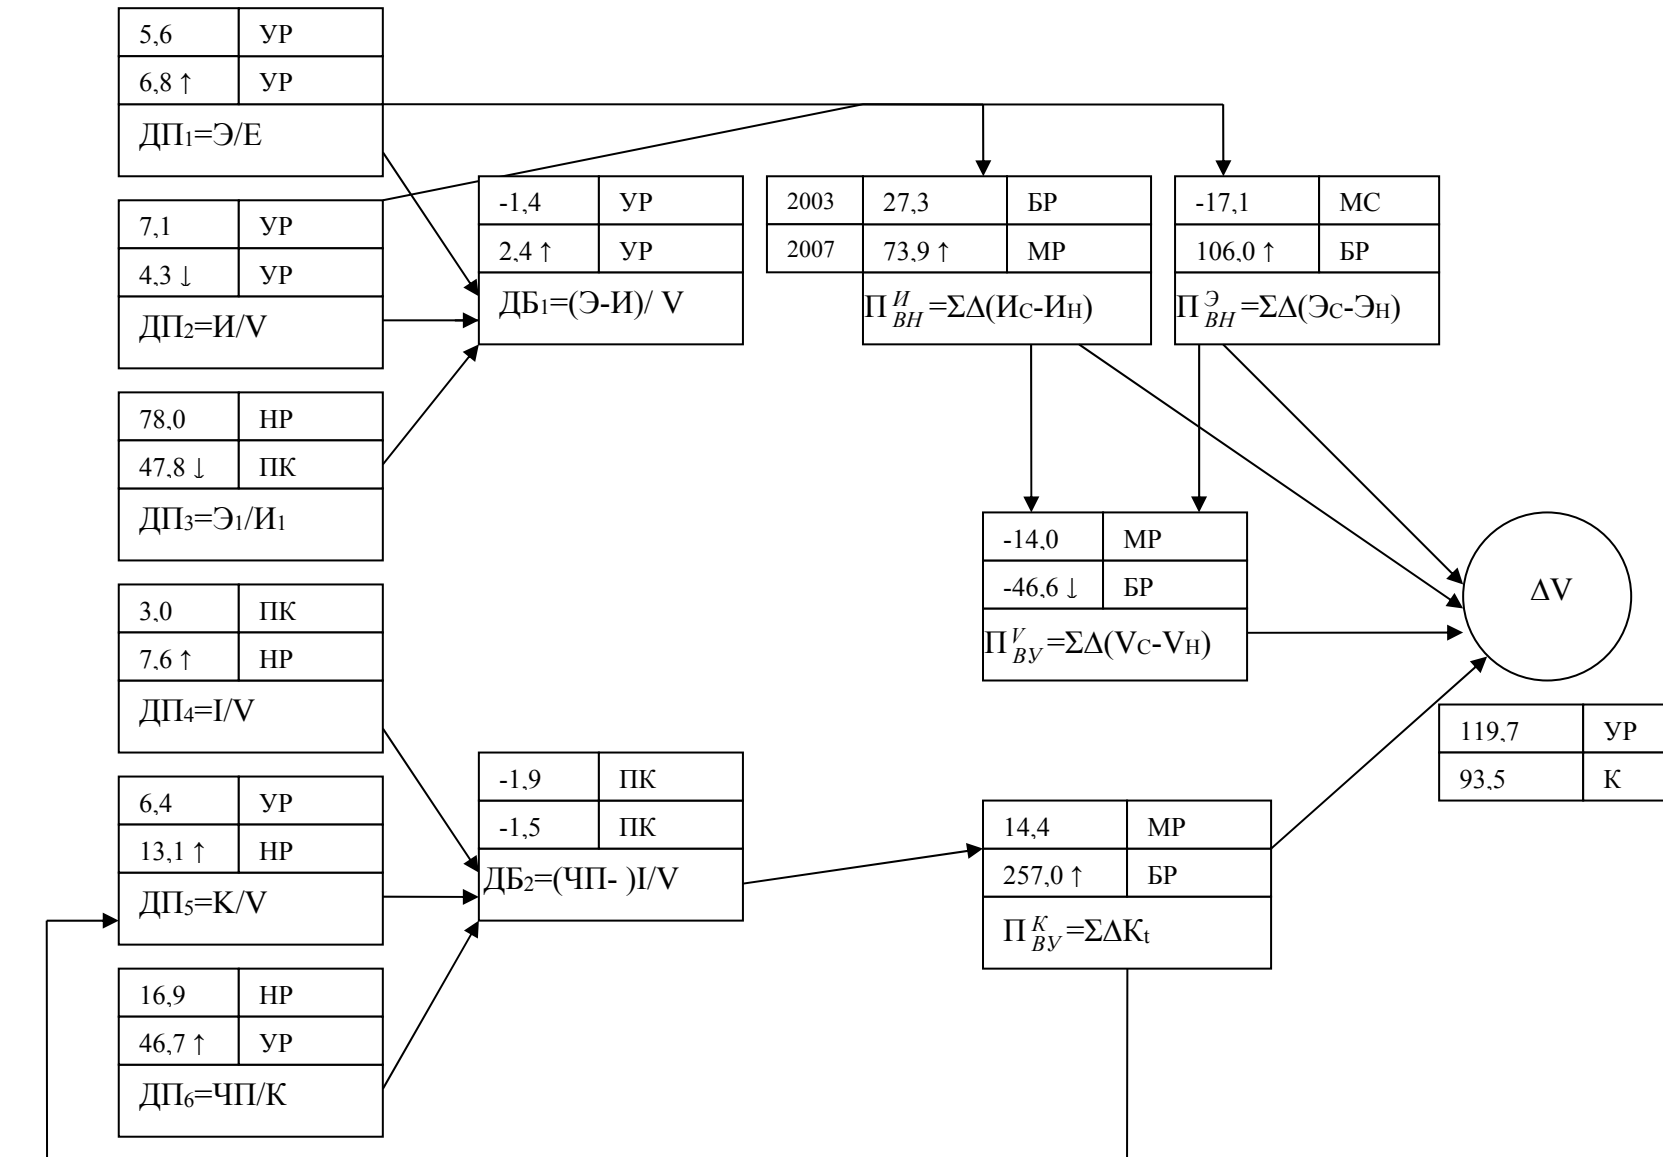 5,6 УР
6,8 ↑ УР
ДП1=Э/Е
7,1 УР
4,3 ↓ УР
ДП2=И/V
78,0 НР
47,8 ↓ ПК
ДП3=Э1/И1
3,0 ПК
7,6 ↑ НР
ДП4=I/V
6,4 УР
13,1 ↑ НР
ДП5=K/V
16,9 НР
46,7 ↑ УР
ДП6=ЧП/К
-1,4 УР
2,4 ↑ УР
ДБ1=(Э-И)/ V
-1,9 ПК
-1,5 ПК
ДБ2=(ЧП- )I/V
2003 27,3 БР
2007 73,9 ↑ МР
П И ВН =ΣΔ(ИС-ИН)
-17,1 МС
106,0 ↑ БР
П Э ВН =ΣΔ(ЭС-ЭН)
-14,0 МР
-46,6 ↓ БР
П V ВУ =ΣΔ(VС-VН)
14,4 МР
257,0 ↑ БР
П К ВУ =ΣΔКt
ΔV
119,7 УР
93,5 К